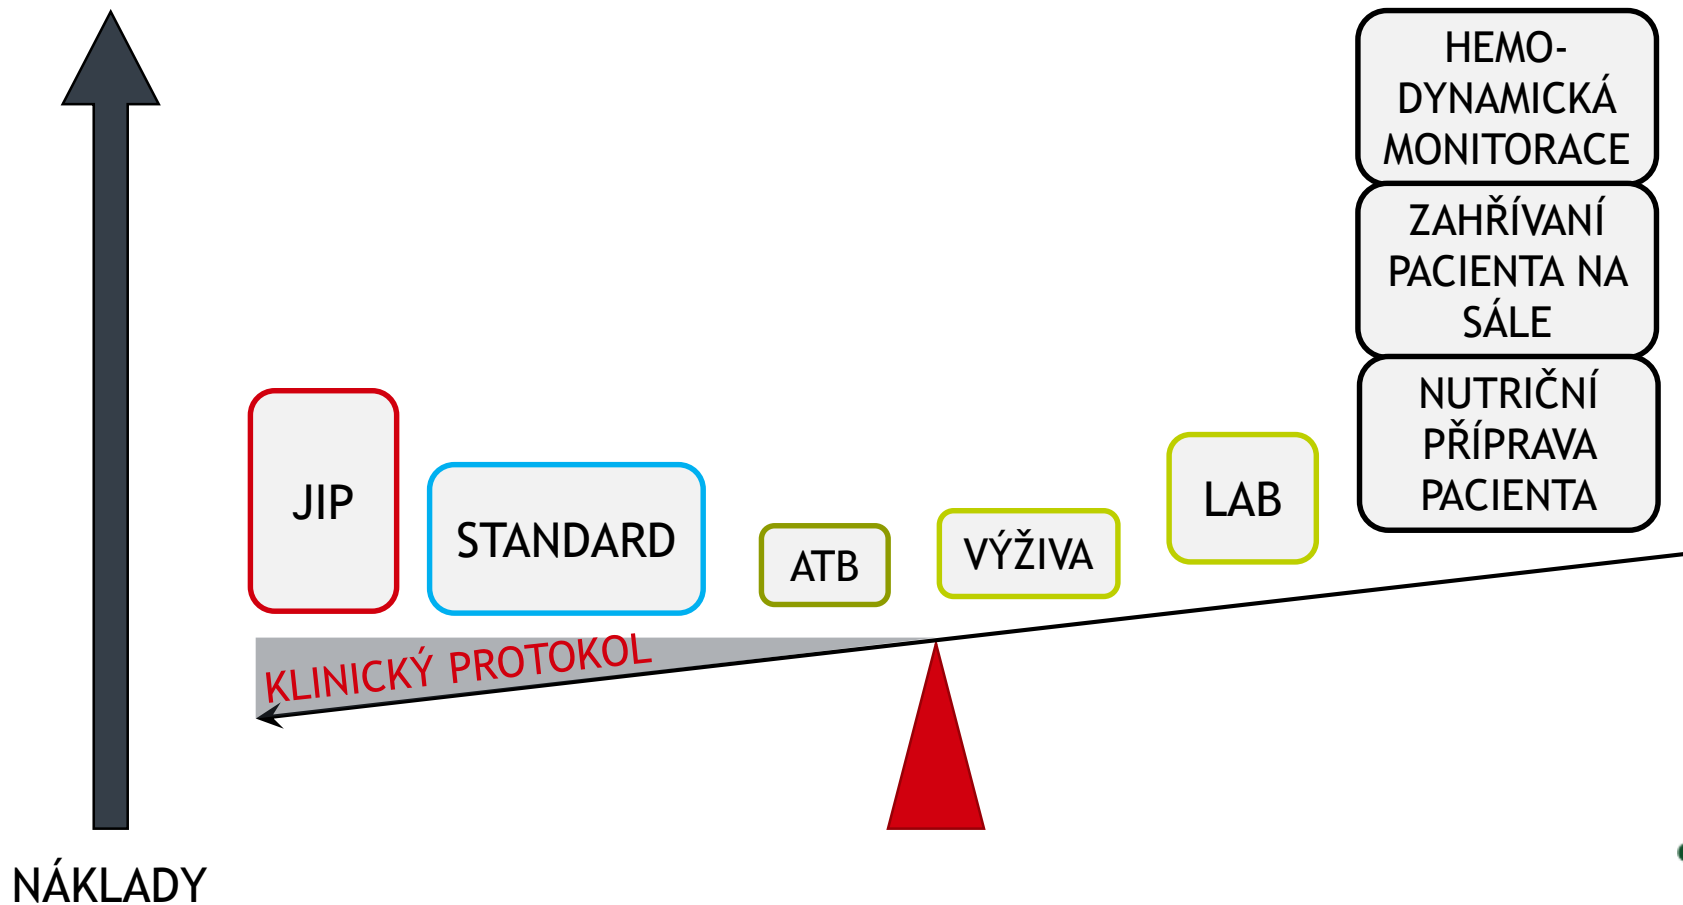 HEMO-
DYNAMICKÁ
MONITORACE
ZAHŘÍVANÍ
PACIENTA NA
SÁLE
NUTRIČNÍ
PŘÍPRAVA
PACIENTA
JIP
STANDARD
ATB
VÝŽIVA
LAB
KLINICKÝ PROTOKOL
NÁKLADY